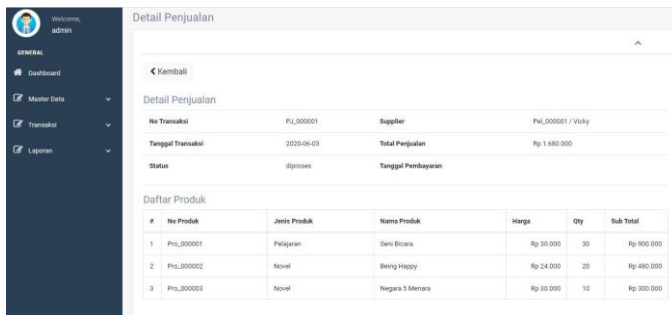 Welcome,
admin
GENERAL
Dashboard
Master Data
Transaksi
Laporan
Detail Penjualan
Kembali
Detail Penjualan
No Transaksi PJ_000001 Supplier Pel_000001 / Vicky
Tanggal Transaksi 2020-06-03 Total Penjualan Rp 1.680.000
Status diproses Tanggal Pembayaran
Daftar Produk
# No Produk Jenis Produk Nama Produk Harga Qty Sub Total
1 Pro_000001 Pelajaran Seni Bicara Rp 30.000 30 Rp 900.000
2 Pro_000002 Novel Being Happy Rp 24.000 20 Rp 480.000
3 Pro_000003 Novel Negara 5 Menara Rp 30.000 10 Rp 300.000